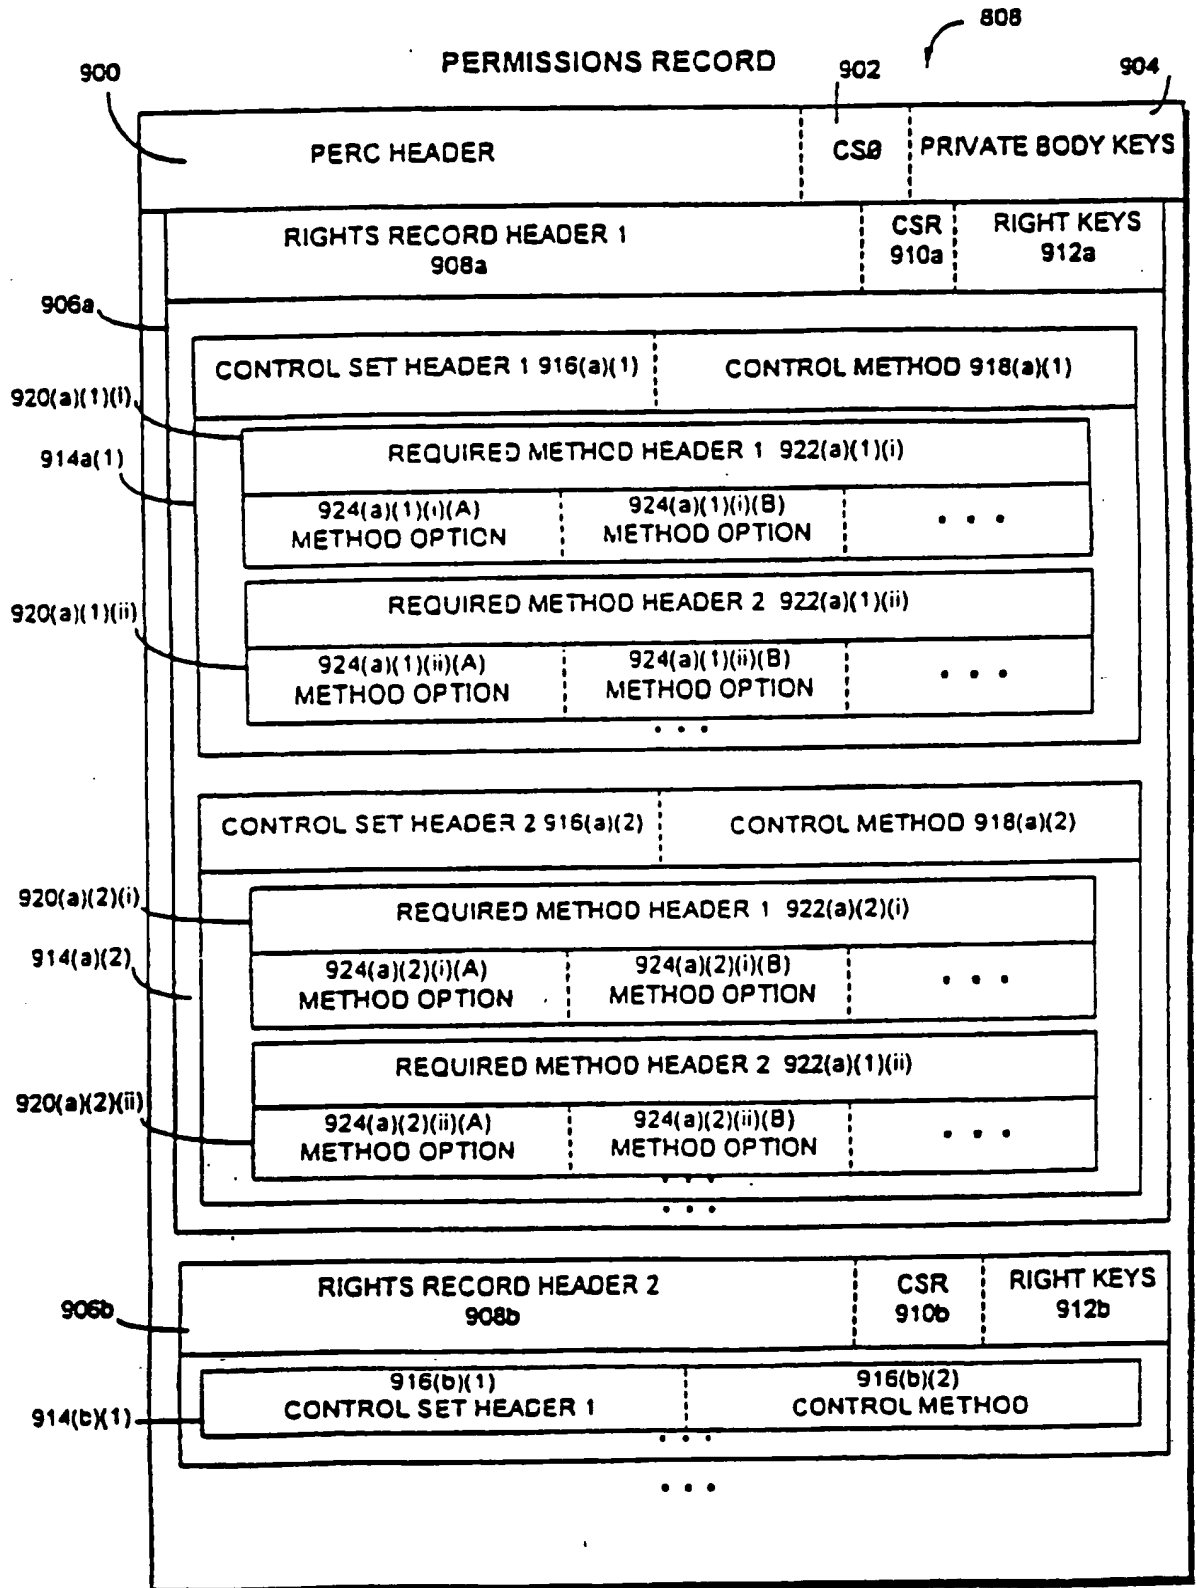 808
PERMISSIONS RECORD
900
902
904
PERC HEADER
CS0
PRIVATE BODY KEYS
RIGHTS RECORD HEADER 1
908a
CSR
910a
RIGHT KEYS
912a
906a
CONTROL SET HEADER 1 916(a)(1)
CONTROL METHOD 918(a)(1)
920(a)(1)(i)
914a(1)
REQUIRED METHOD HEADER 1 922(a)(1)(i)
924(a)(1)(i)(A)
METHOD OPTION
924(a)(1)(i)(B)
METHOD OPTION
• • •
920(a)(1)(ii)
REQUIRED METHOD HEADER 2 922(a)(1)(ii)
924(a)(1)(ii)(A)
METHOD OPTION
924(a)(1)(ii)(B)
METHOD OPTION
• • •
• • •
CONTROL SET HEADER 2 916(a)(2)
CONTROL METHOD 918(a)(2)
920(a)(2)(i)
914(a)(2)
REQUIRED METHOD HEADER 1 922(a)(2)(i)
924(a)(2)(i)(A)
METHOD OPTION
924(a)(2)(i)(B)
METHOD OPTION
• • •
920(a)(2)(ii)
REQUIRED METHOD HEADER 2 922(a)(1)(ii)
924(a)(2)(ii)(A)
METHOD OPTION
924(a)(2)(ii)(B)
METHOD OPTION
• • •
• • •
• • •
906b
RIGHTS RECORD HEADER 2
908b
CSR
910b
RIGHT KEYS
912b
914(b)(1)
916(b)(1)
CONTROL SET HEADER 1
916(b)(2)
CONTROL METHOD
• • •
• • •